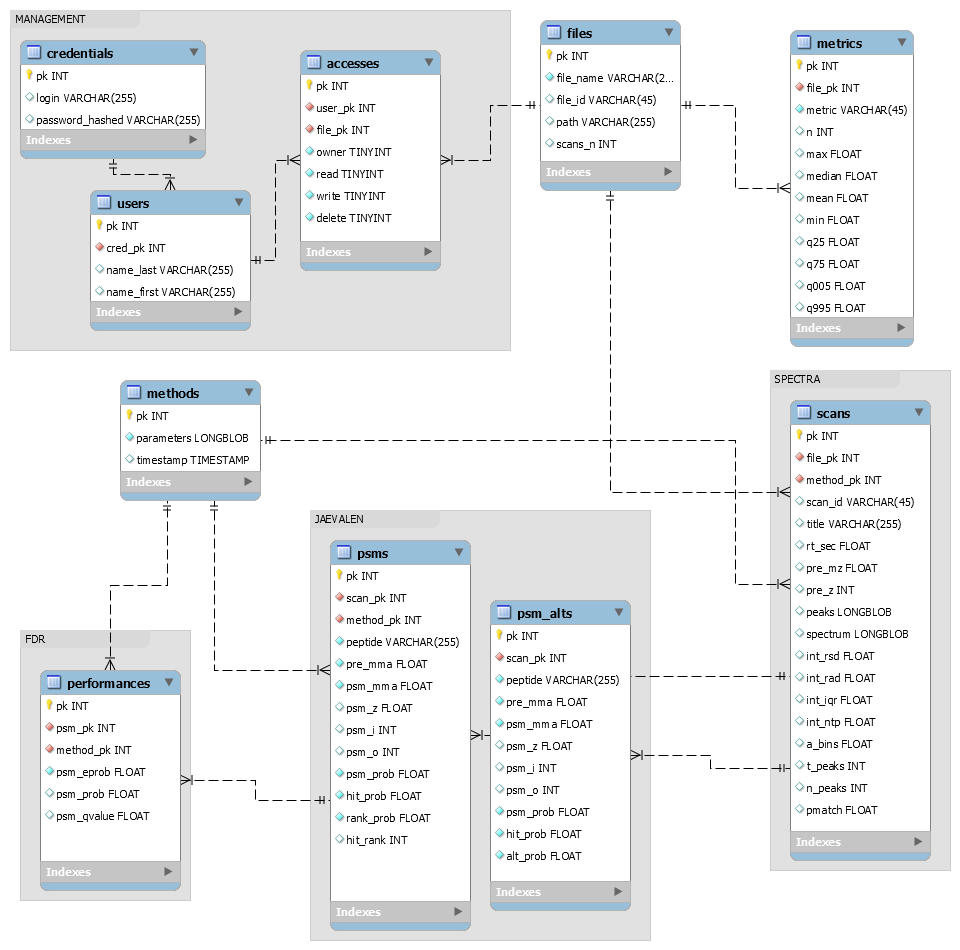 MANAGEMENT
credentials
pk INT
login VARCHAR(255)
password_hashed VARCHAR(255)
Indexes
users
pk INT
cred_pk INT
name_last VARCHAR(255)
name_first VARCHAR(255)
Indexes
accesses
pk INT
user_pk INT
file_pk INT
owner TINYINT
read TINYINT
write TINYINT
delete TINYINT
Indexes
files
pk INT
file_name VARCHAR(2...
file_id VARCHAR(45)
path VARCHAR(255)
scans_n INT
Indexes
metrics
pk INT
file_pk INT
metric VARCHAR(45)
n INT
max FLOAT
median FLOAT
mean FLOAT
min FLOAT
q25 FLOAT
q75 FLOAT
q005 FLOAT
q995 FLOAT
Indexes
methods
pk INT
parameters LONGBLOB
timestamp TIMESTAMP
Indexes
SPECTRA
scans
pk INT
file_pk INT
method_pk INT
scan_id VARCHAR(45)
title VARCHAR(255)
rt_sec FLOAT
pre_mz FLOAT
pre_z INT
peaks LONGBLOB
spectrum LONGBLOB
int_rsd FLOAT
int_rad FLOAT
int_iqr FLOAT
int_ntp FLOAT
a_bins FLOAT
t_peaks INT
n_peaks INT
pmatch FLOAT
Indexes
JAEVALEN
psms
pk INT
scan_pk INT
method_pk INT
peptide VARCHAR(255)
pre_mma FLOAT
psm_mma FLOAT
psm_z FLOAT
psm_i INT
psm_o INT
psm_prob FLOAT
hit_prob FLOAT
rank_prob FLOAT
hit_rank INT
Indexes
psm_alts
pk INT
scan_pk INT
peptide VARCHAR(255)
pre_mma FLOAT
psm_mma FLOAT
psm_z FLOAT
psm_i INT
psm_o INT
psm_prob FLOAT
hit_prob FLOAT
alt_prob FLOAT
Indexes
FDR
performances
pk INT
psm_pk INT
method_pk INT
psm_eprob FLOAT
psm_prob FLOAT
psm_qvalue FLOAT
Indexes